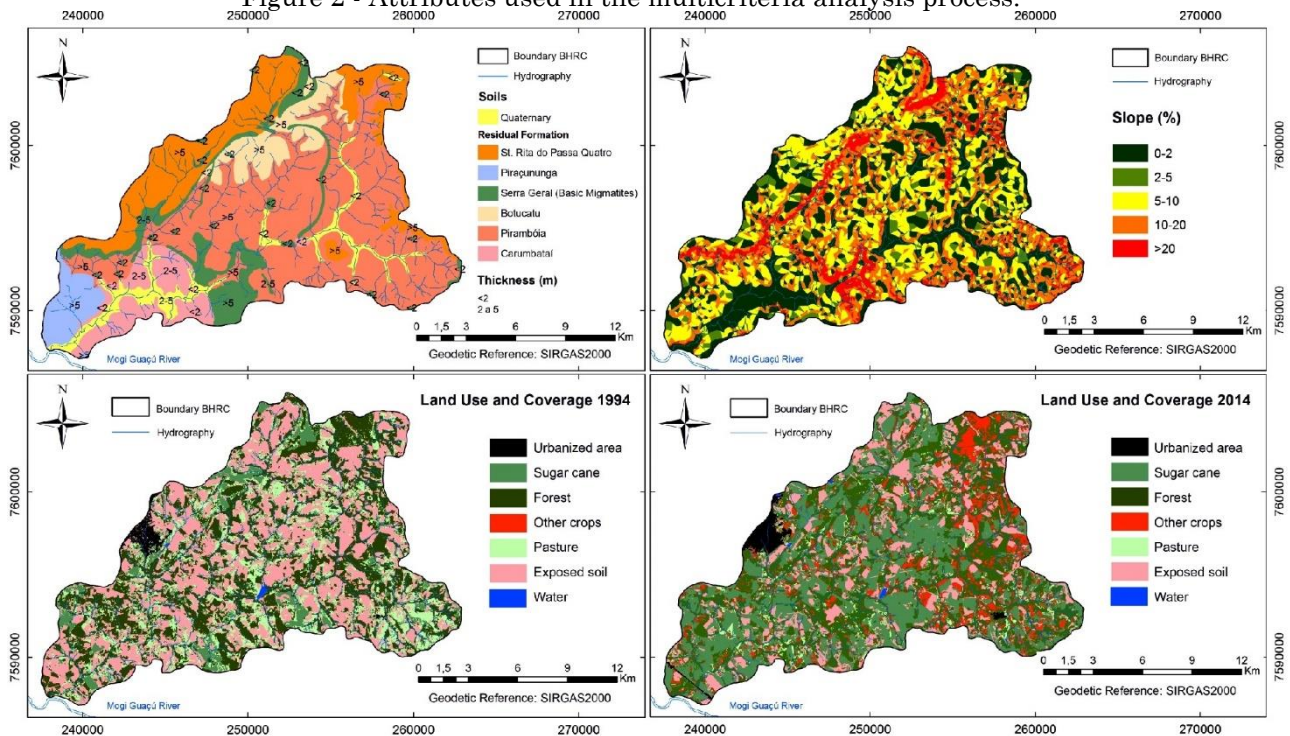 Figure 2 - Attributes used in the multicriteria analysis process.
240000 250000 260000 270000
240000 250000 260000 270000
N
Boundary BHRC
Hydrography
Soils
Quaternary
Residual Formation
St. Rita do Passa Quatro
Piraçununga
Serra Geral (Basic Migmatites)
Botucatu
Pirambóia
Carumbataí
Thickness (m)
<2
2 a 5
0 1,5 3 6 9 12
Km
Geodetic Reference: SIRGAS2000
Mogi Guaçú River
7600000
7590000
N
Boundary BHRC
Hydrography
Slope (%)
0-2
2-5
5-10
10-20
>20
0 1,5 3 6 9 12
Km
Geodetic Reference: SIRGAS2000
Mogi Guaçú River
7600000
7590000
N
Boundary BHRC
Hydrography
Land Use and Coverage 1994
Urbanized area
Sugar cane
Forest
Other crops
Pasture
Exposed soil
Water
0 1,5 3 6 9 12
Km
Geodetic Reference: SIRGAS2000
Mogi Guaçú River
7600000
7590000
N
Boundary BHRC
Hydrography
Land Use and Coverage 2014
Urbanized area
Sugar cane
Forest
Other crops
Pasture
Exposed soil
Water
0 1,5 3 6 9 12
Km
Geodetic Reference: SIRGAS2000
Mogi Guaçú River
7600000
7590000
240000 250000 260000 270000
240000 250000 260000 270000